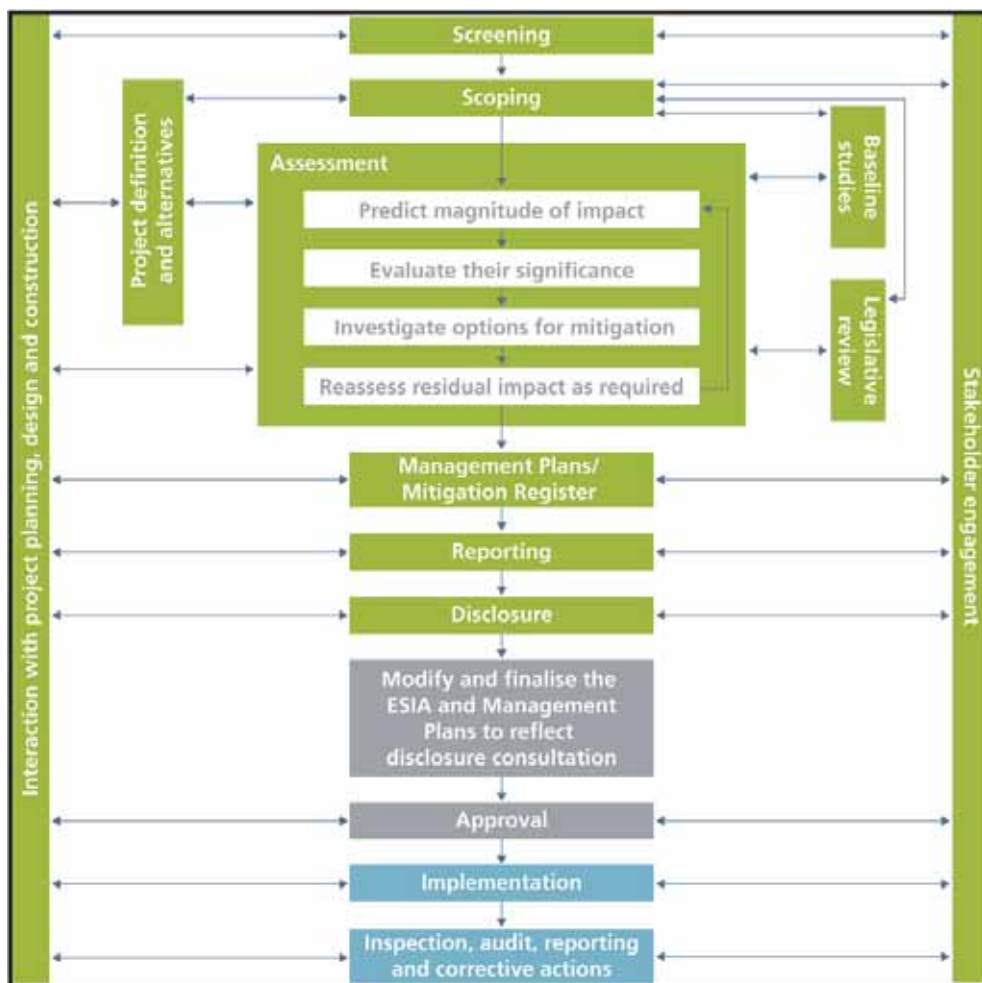 Screening
Scoping
Project definition
and alternatives
Baseline
studies
Assessment
Predict magnitude of impact
Evaluate their significance
Investigate options for mitigation
Reassess residual impact as required
Legislative
review
Interaction with project planning, design and construction
Stakeholder engagement
Management Plans/
Mitigation Register
Reporting
Disclosure
Modify and finalise the
ESIA and Management
Plans to reflect
disclosure consultation
Approval
Implementation
Inspection, audit, reporting
and corrective actions